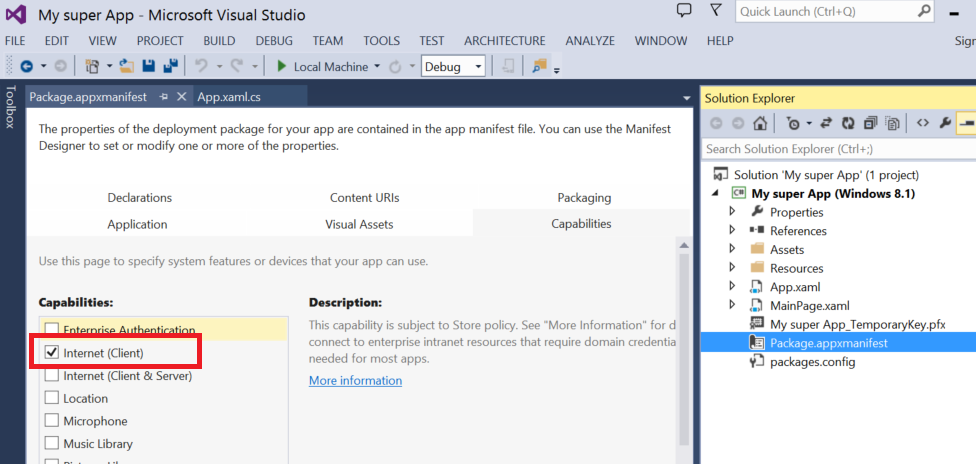 My super App - Microsoft Visual Studio
Quick Launch (Ctrl+Q)
FILE EDIT VIEW PROJECT BUILD DEBUG TEAM TOOLS TEST ARCHITECTURE ANALYZE WINDOW HELP
Local Machine
Debug
Toolbox
Package.appxmanifest
App.xaml.cs
The properties of the deployment package for your app are contained in the app manifest file. You can use the Manifest
Designer to set or modify one or more of the properties.
Declarations Content URIs Packaging
Application Visual Assets Capabilities
Use this page to specify system features or devices that your app can use.
Capabilities:
Enterprise Authentication
Internet (Client)
Internet (Client & Server)
Location
Microphone
Music Library
Description:
This capability is subject to Store policy. See "More Information" for d
connect to enterprise intranet resources that require domain credentia
needed for most apps.
More information
Solution Explorer
Search Solution Explorer (Ctrl+;)
Solution 'My super App' (1 project)
C#
My super App (Windows 8.1)
Properties
References
Assets
Resources
App.xaml
MainPage.xaml
My super App_TemporaryKey.pfx
Package.appxmanifest
packages.config